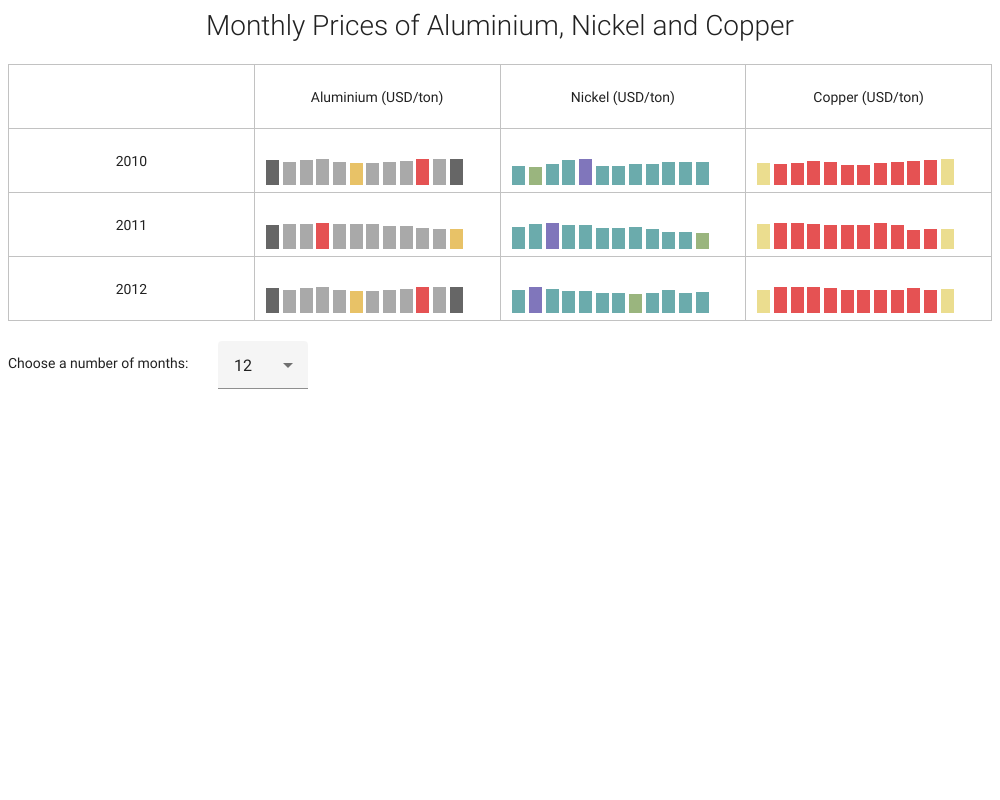 Monthly Prices of Aluminium, Nickel and Copper
Aluminium (USD/ton)
Nickel (USD/ton)
Copper (USD/ton)
2010
2011
2012
Choose a number of months:
12